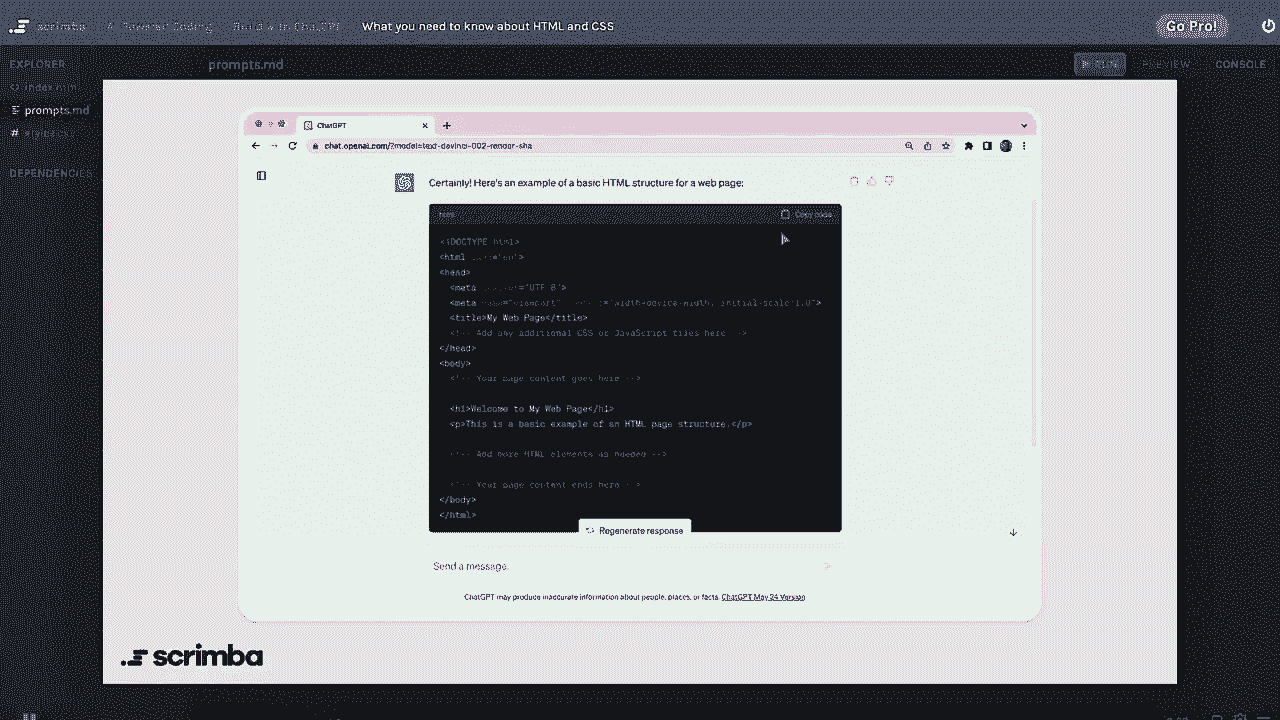 scrimba AI Powered Coding Build with ChatGPT What you need to know about HTML and CSS Go Pro!
EXPLORER prompts.md RUN PREVIEW CONSOLE
index.html
prompts.md
DEPENDENCIES
ChatGPT
chat.openai.com/?model=text-davinci-002-render-sha
Certainly! Here's an example of a basic HTML structure for a web page:
html Copy code
<!DOCTYPE html>
<html lang="en">
<head>
<meta charset="UTF-8">
<meta name="viewport" content="width=device-width, initial-scale=1.0">
<title>My Web Page</title>
<!-- Add any additional CSS or JavaScript files here -->
</head>
<body>
<!-- Your page content goes here -->
<h1>Welcome to My Web Page</h1>
<p>This is a basic example of an HTML page structure.</p>
<!-- Add more HTML elements as needed -->
<!-- Your page content ends here -->
</body>
</html>
Regenerate response
Send a message.
ChatGPT may produce inaccurate information about people, places, or facts. ChatGPT May 24 Version
scrimba